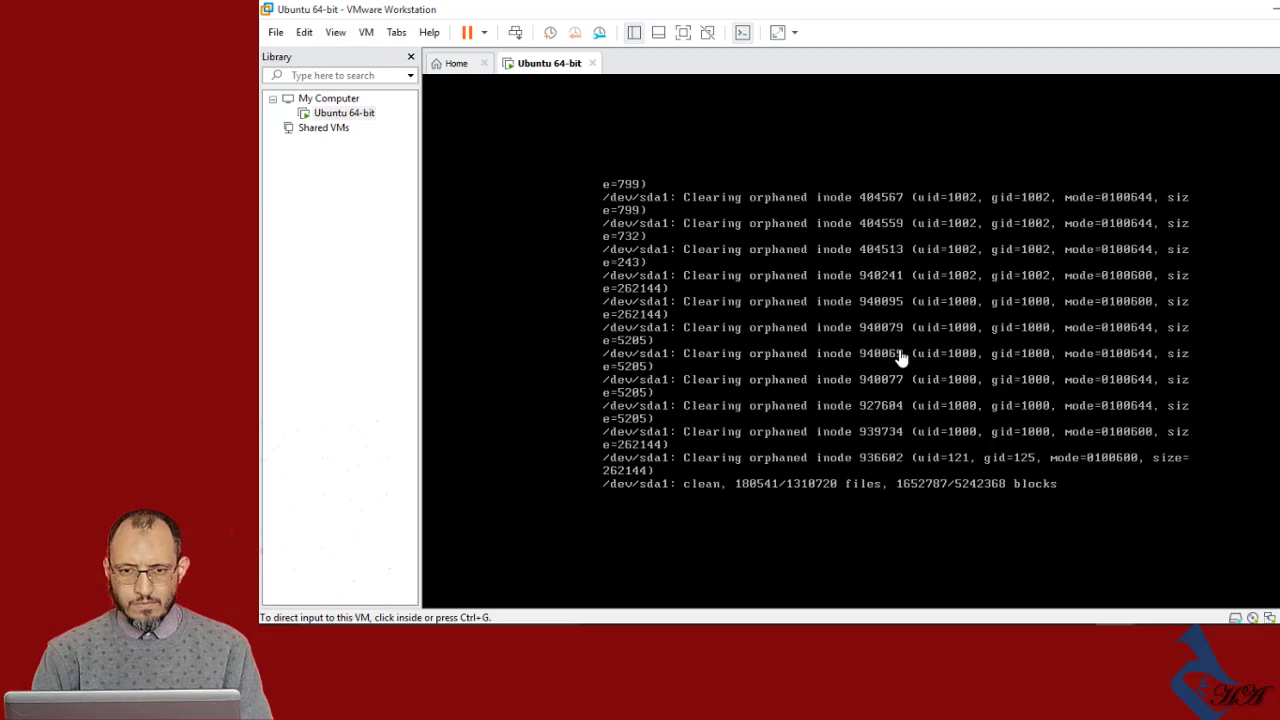 Ubuntu 64-bit - VMware Workstation
File Edit View VM Tabs Help
Library
Type here to search
My Computer
Ubuntu 64-bit
Shared VMs
Home
Ubuntu 64-bit
e=799)
/dev/sda1: Clearing orphaned inode 404567 (uid=1002, gid=1002, mode=0100644, siz
e=799)
/dev/sda1: Clearing orphaned inode 404559 (uid=1002, gid=1002, mode=0100644, siz
e=732)
/dev/sda1: Clearing orphaned inode 404513 (uid=1002, gid=1002, mode=0100644, siz
e=243)
/dev/sda1: Clearing orphaned inode 940241 (uid=1002, gid=1002, mode=0100600, siz
e=262144)
/dev/sda1: Clearing orphaned inode 940095 (uid=1000, gid=1000, mode=0100600, siz
e=262144)
/dev/sda1: Clearing orphaned inode 940079 (uid=1000, gid=1000, mode=0100644, siz
e=5205)
/dev/sda1: Clearing orphaned inode (uid=1000, gid=1000, mode=0100644, siz
e=5205)
/dev/sda1: Clearing orphaned inode 940077 (uid=1000, gid=1000, mode=0100644, siz
e=5205)
/dev/sda1: Clearing orphaned inode 927604 (uid=1000, gid=1000, mode=0100644, siz
e=5205)
/dev/sda1: Clearing orphaned inode 939734 (uid=1000, gid=1000, mode=0100600, siz
e=262144)
/dev/sda1: Clearing orphaned inode 936602 (uid=121, gid=125, mode=0100600, size=
262144)
/dev/sda1: clean, 180541/1310720 files, 1652787/5242368 blocks
To direct input to this VM, click inside or press Ctrl+G.
HA